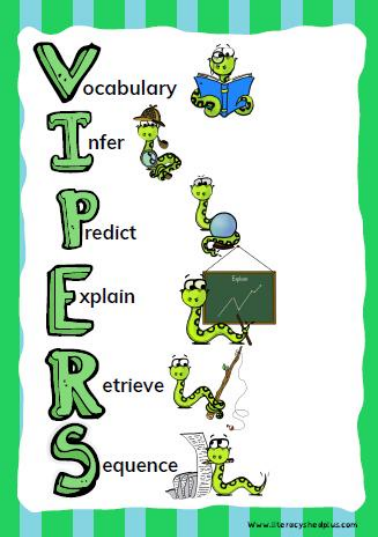 Vocabulary
Infer
Predict
Explain
Explain
Retrieve
Sequence
www.literacyshedplus.com